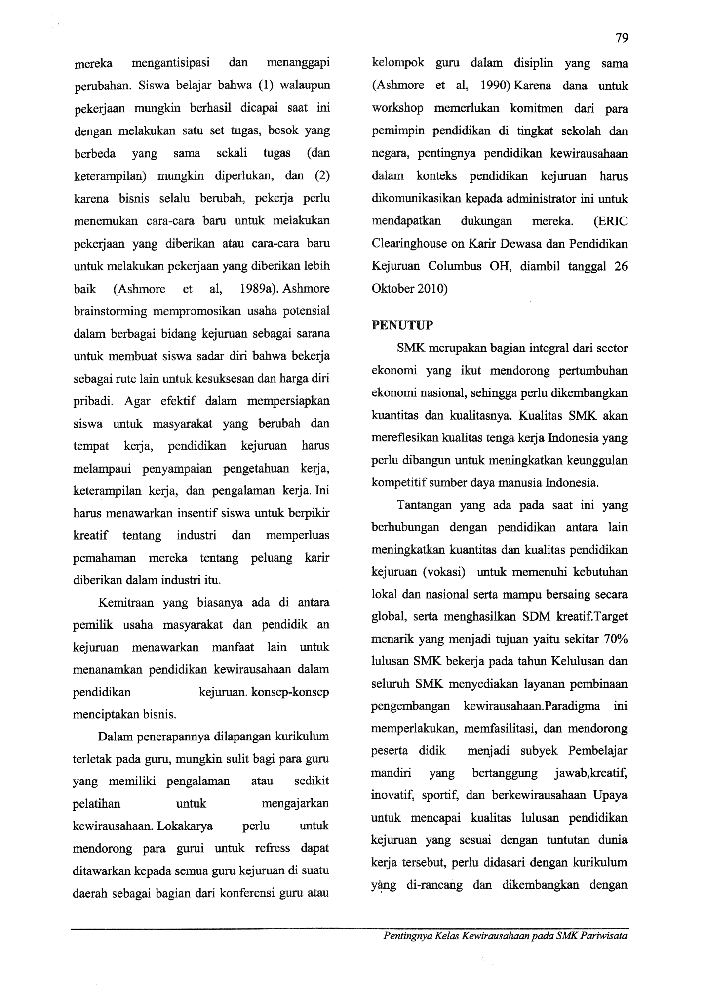 79
mereka mengantisipasi dan menanggapi
perubahan. Siswa belajar bahwa (1) walaupun
pekerjaan mungkin berhasil dicapai saat ini
dengan melakukan satu set tugas, besok yang
berbeda yang sama sekali tugas (dan
keterampilan) mungkin diperlukan, dan (2)
karena bisnis selalu berubah, pekerja perlu
menemukan cara-cara baru untuk melakukan
pekerjaan yang diberikan atau cara-cara baru
untuk melakukan pekerjaan yang diberikan lebih
baik (Ashmore et al, 1989a). Ashmore
brainstorming mempromosikan usaha potensial
dalam berbagai bidang kejuruan sebagai sarana
untuk membuat siswa sadar diri bahwa bekerja
sebagai rute lain untuk kesuksesan dan harga diri
pribadi. Agar efektif dalam mempersiapkan
siswa untuk masyarakat yang berubah dan
tempat kerja, pendidikan kejuruan harus
melampaui penyampaian pengetahuan kerja,
keterampilan kerja, dan pengalaman kerja. Ini
harus menawarkan insentif siswa untuk berpikir
kreatif tentang industri dan memperluas
pemahaman mereka tentang peluang karir
diberikan dalam industri itu.
Kemitraan yang biasanya ada di antara
pemilik usaha masyarakat dan pendidik an
kejuruan menawarkan manfaat lain untuk
menanamkan pendidikan kewirausahaan dalam
pendidikan kejuruan. konsep-konsep
menciptakan bisnis.
Dalam penerapannya dilapangan kurikulum
terletak pada guru, mungkin sulit bagi para guru
yang memiliki pengalaman atau sedikit
pelatihan untuk mengajarkan
kewirausahaan. Lokakarya perlu untuk
mendorong para gurui untuk refress dapat
ditawarkan kepada semua guru kejuruan di suatu
daerah sebagai bagian dari konferensi guru atau
kelompok guru dalam disiplin yang sama
(Ashmore et al, 1990) Karena dana untuk
workshop memerlukan komitmen dari para
pemimpin pendidikan di tingkat sekolah dan
negara, pentingnya pendidikan kewirausahaan
dalam konteks pendidikan kejuruan harus
dikomunikasikan kepada administrator ini untuk
mendapatkan dukungan mereka. (ERIC
Clearinghouse on Karir Dewasa dan Pendidikan
Kejuruan Columbus OH, diambil tanggal 26
Oktober 2010)
PENUTUP
SMK merupakan bagian integral dari sector
ekonomi yang ikut mendorong pertumbuhan
ekonomi nasional, sehingga perlu dikembangkan
kuantitas dan kualitasnya. Kualitas SMK akan
mereflesikan kualitas tenga kerja Indonesia yang
perlu dibangun untuk meningkatkan keunggulan
kompetitif sumber daya manusia Indonesia.
Tantangan yang ada pada saat ini yang
berhubungan dengan pendidikan antara lain
meningkatkan kuantitas dan kualitas pendidikan
kejuruan (vokasi) untuk memenuhi kebutuhan
lokal dan nasional serta mampu bersaing secara
global, serta menghasilkan SDM kreatif.Target
menarik yang menjadi tujuan yaitu sekitar 70%
lulusan SMK bekerja pada tahun Kelulusan dan
seluruh SMK menyediakan layanan pembinaan
pengembangan kewirausahaan.Paradigma ini
memperlakukan, memfasilitasi, dan mendorong
peserta didik menjadi subyek Pembelajar
mandiri yang bertanggung jawab,kreatif,
inovatif, sportif, dan berkewirausahaan Upaya
untuk mencapai kualitas lulusan pendidikan
kejuruan yang sesuai dengan tuntutan dunia
kerja tersebut, perlu didasari dengan kurikulum
yang di-rancang dan dikembangkan dengan
Pentingnya Kelas Kewirausahaan pada SMK Pariwisata